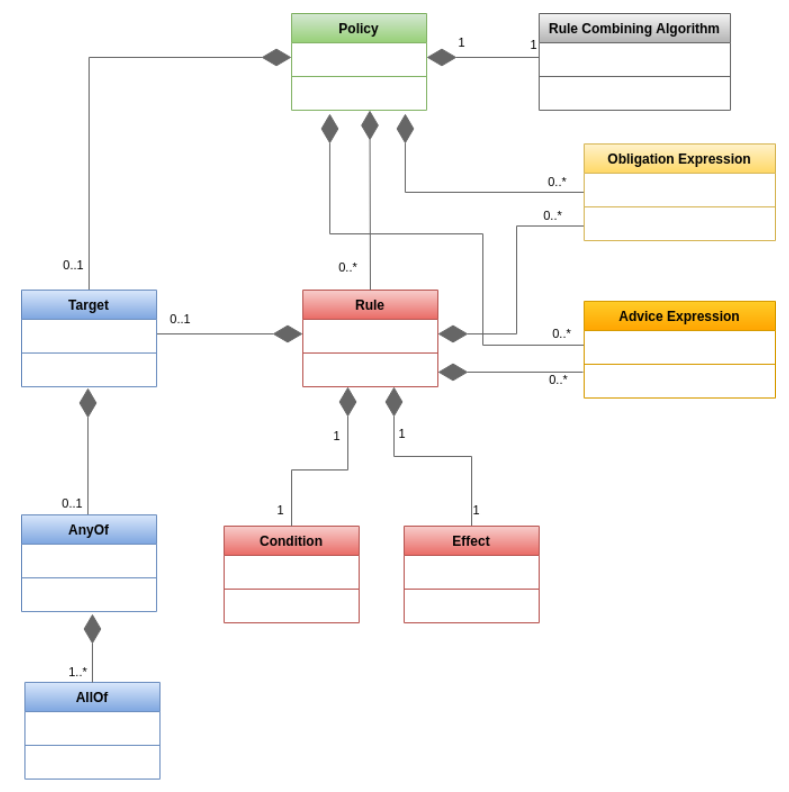 Policy
Rule Combining Algorithm
1
1
Obligation Expression
0..*
0..*
0..1
0..*
Target
Rule
Advice Expression
0..1
0..*
0..*
1
1
0..1
1
1
AnyOf
Condition
Effect
1..*
AllOf